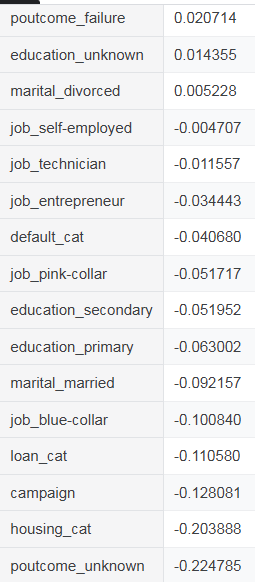 poutcome_failure 0.020714
education_unknown 0.014355
marital_divorced 0.005228
job_self-employed -0.004707
job_technician -0.011557
job_entrepreneur -0.034443
default_cat -0.040680
job_pink-collar -0.051717
education_secondary -0.051952
education_primary -0.063002
marital_married -0.092157
job_blue-collar -0.100840
loan_cat -0.110580
campaign -0.128081
housing_cat -0.203888
poutcome_unknown -0.224785